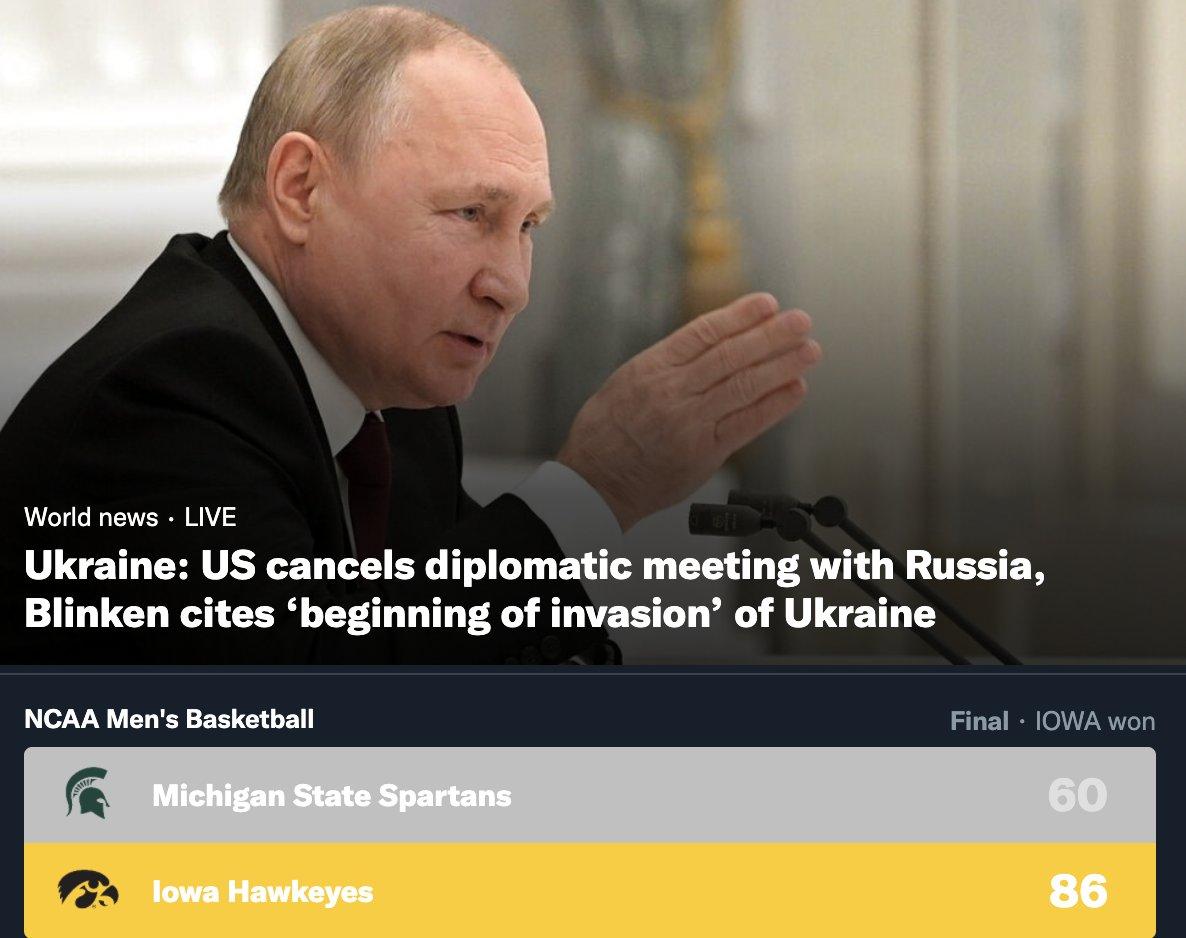 World news · LIVE
Ukraine: US cancels diplomatic meeting with Russia,
Blinken cites ‘beginning of invasion’ of Ukraine
NCAA Men's Basketball
Final · IOWA won
Michigan State Spartans
60
Iowa Hawkeyes
86